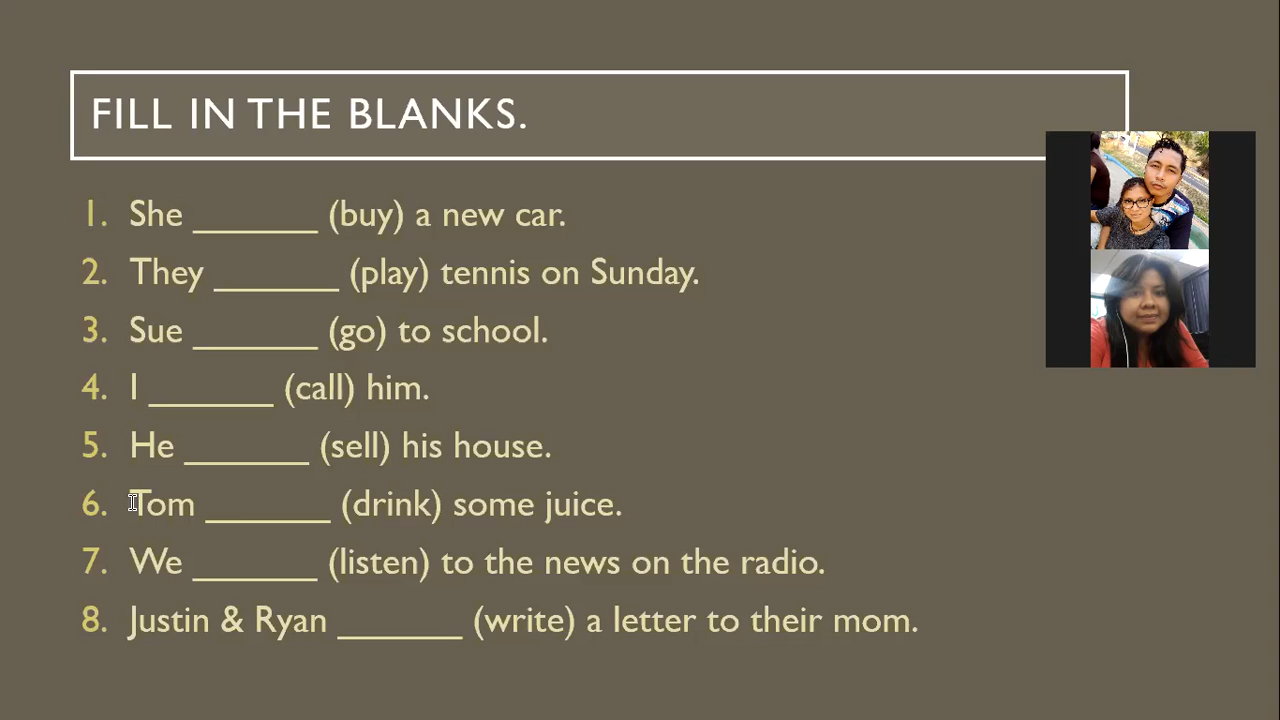 FILL IN THE BLANKS.
1. She _______ (buy) a new car.
2. They _______ (play) tennis on Sunday.
3. Sue _______ (go) to school.
4. I _______ (call) him.
5. He _______ (sell) his house.
6. Tom _______ (drink) some juice.
7. We _______ (listen) to the news on the radio.
8. Justin & Ryan _______ (write) a letter to their mom.